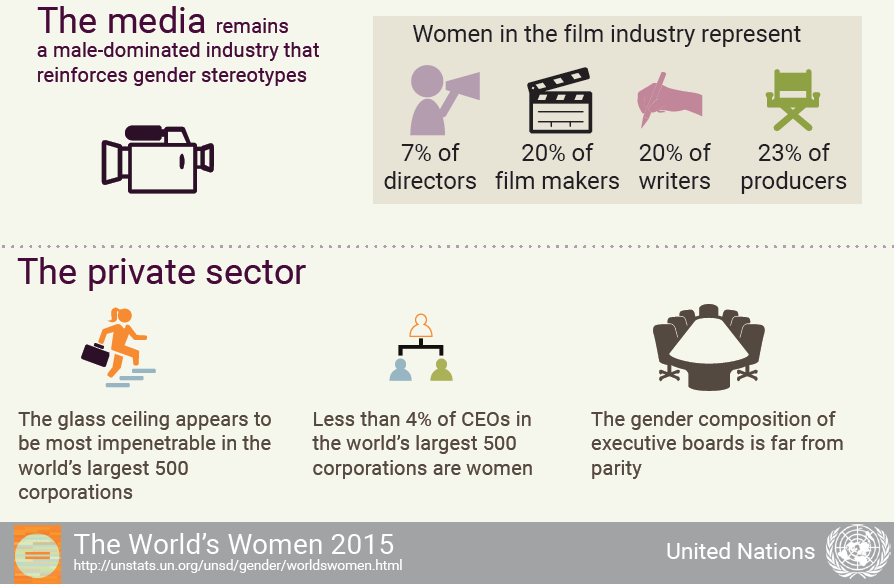 The media remains
a male-dominated industry that
reinforces gender stereotypes
Women in the film industry represent
7% of
directors
20% of
film makers
20% of
writers
23% of
producers
The private sector
The glass ceiling appears to
be most impenetrable in the
world's largest 500
corporations
Less than 4% of CEOs in
the world's largest 500
corporations are women
The gender composition of
executive boards is far from
parity
The World's Women 2015
http://unstats.un.org/unsd/gender/worldswomen.html
United Nations